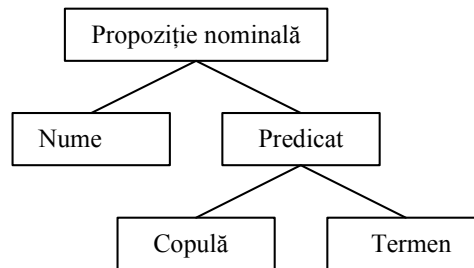 Propoziție nominală
Nume
Predicat
Copulă
Termen